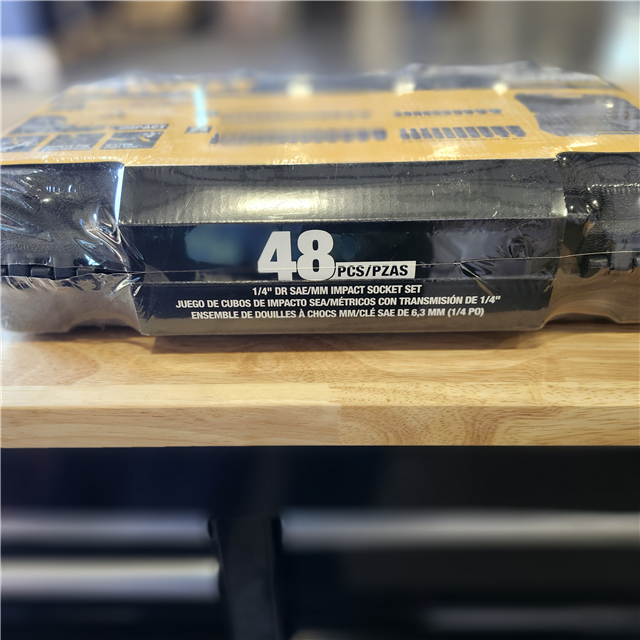 48 PCS/PZAS
1/4" DR SAE/MM IMPACT SOCKET SET
JUEGO DE CUBOS DE IMPACTO SEA/MÉTRICOS CON TRANSMISIÓN DE 1/4"
ENSEMBLE DE DOUILLES À CHOCS MM/CLÉ SAE DE 6,3 MM (1/4 PO)